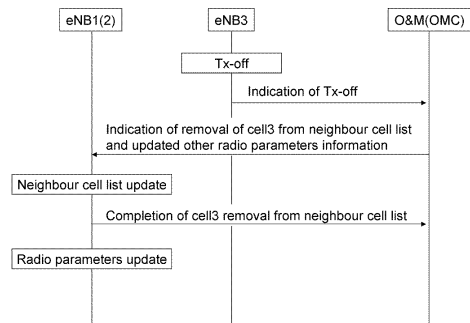 eNB1(2) eNB3 O&M(OMC)
Tx-off
Indication of Tx-off
Indication of removal of cell3 from neighbour cell list
and updated other radio parameters information
Neighbour cell list update
Completion of cell3 removal from neighbour cell list
Radio parameters update